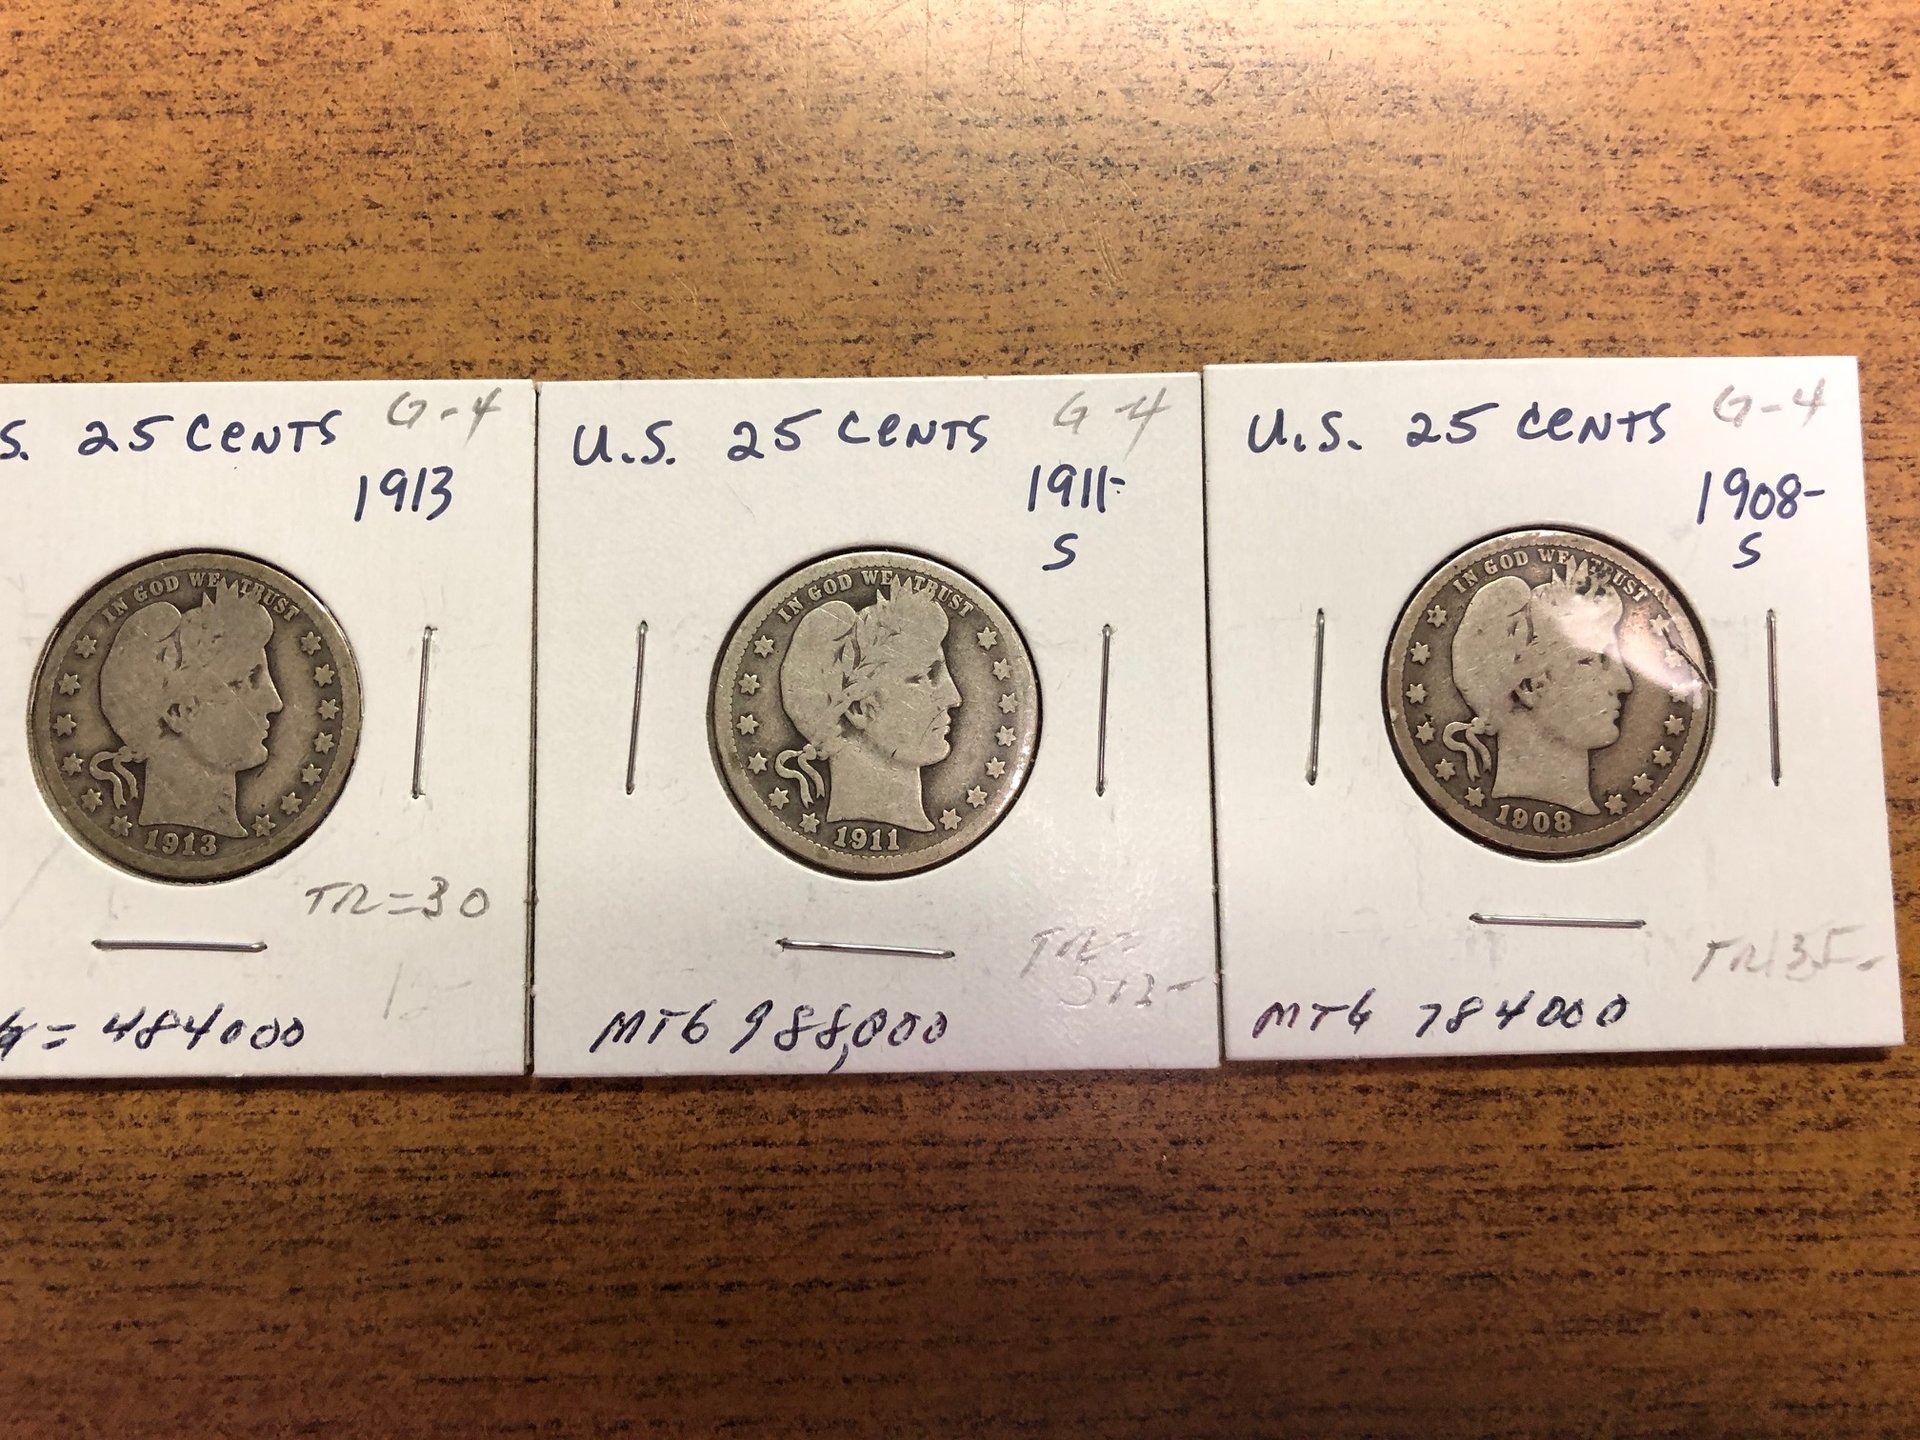 S. 25 CENTS G-4
1913
IN GOD WE TRUST
1913
TR=30
= 484000
U.S. 25 CENTS G-4
1911-
S
IN GOD WE TRUST
1911
TR=
MTG 988,000
U.S. 25 CENTS G-4
1908-
S
IN GOD WE TRUST
1908
MTG 784000